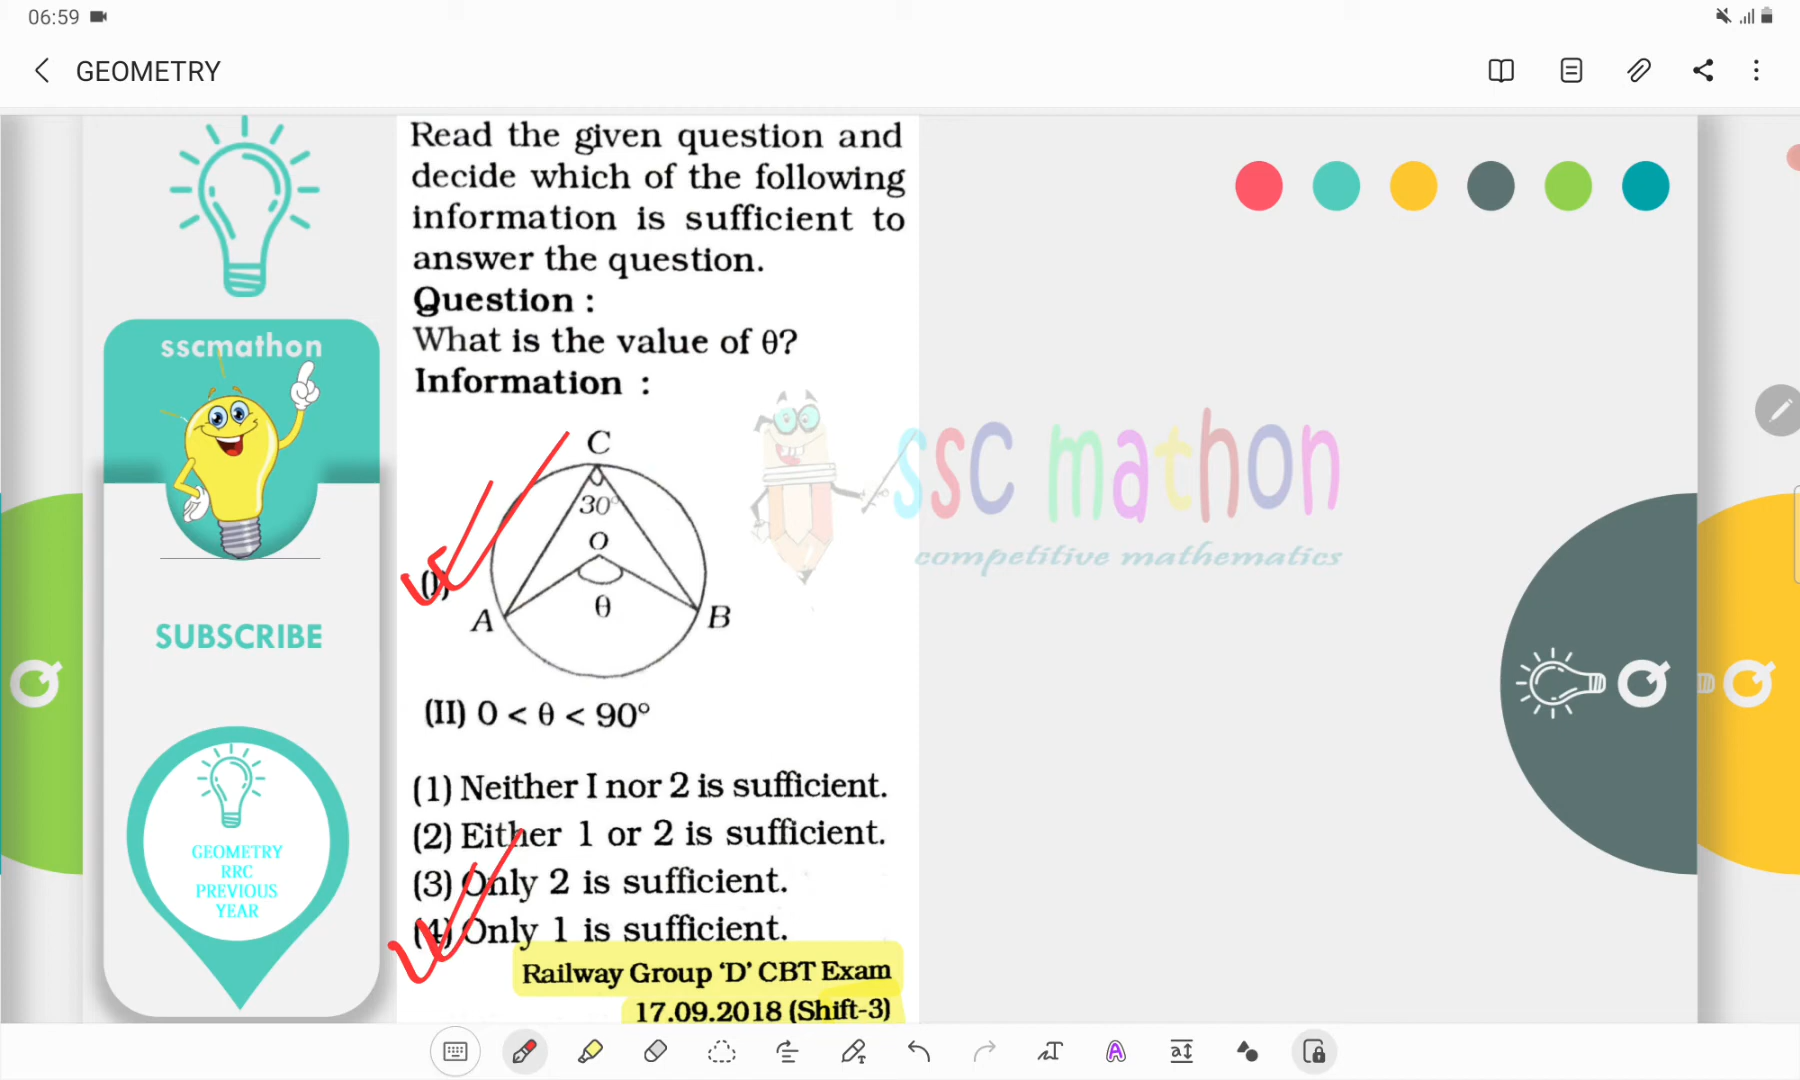 06:59
GEOMETRY
Read the given question and
decide which of the following
information is sufficient to
answer the question.
Question :
What is the value of θ?
Information :
sscmathon
SUBSCRIBE
GEOMETRY
RRC
PREVIOUS
YEAR
C
30°
O
θ
A
B
(I)
(II) 0 < θ < 90°
(1) Neither I nor 2 is sufficient.
(2) Either 1 or 2 is sufficient.
(3) Only 2 is sufficient.
(4) Only 1 is sufficient.
Railway Group 'D' CBT Exam
17.09.2018 (Shift-3)
ssc mathon
competitive mathematics
Q
Q
Q